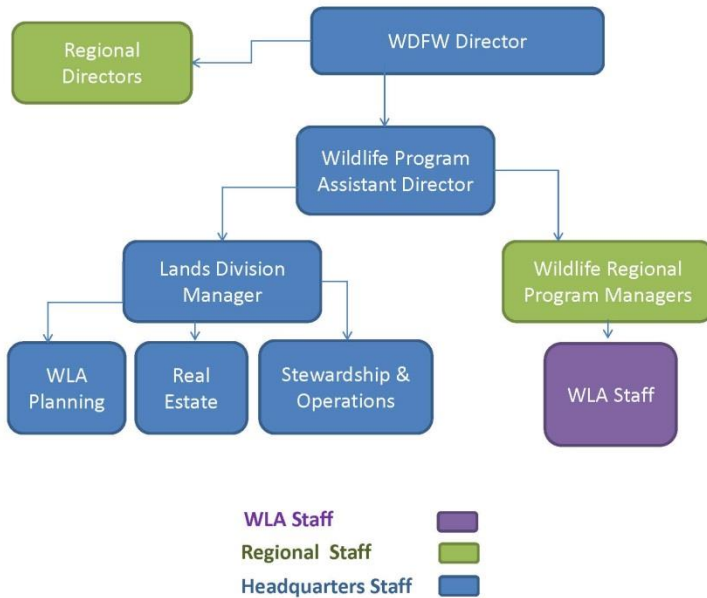 WDFW Director
Regional
Directors
Wildlife Program
Assistant Director
Lands Division
Manager
Wildlife Regional
Program Managers
WLA
Planning
Real
Estate
Stewardship &
Operations
WLA Staff
WLA Staff
Regional Staff
Headquarters Staff